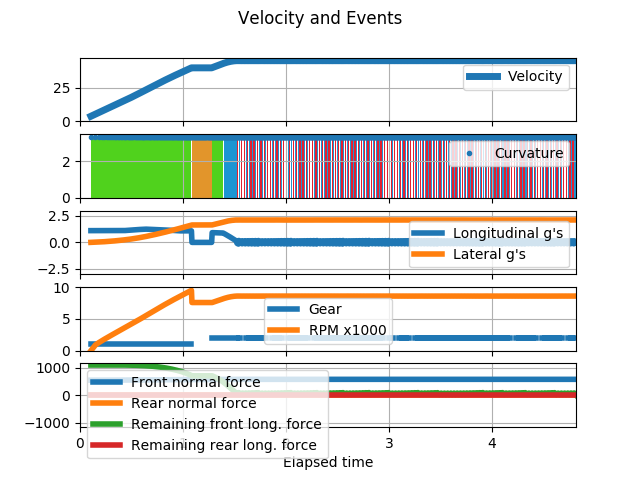 Velocity and Events
25
0
Velocity
2
0
Curvature
2.5
0.0
−2.5
Longitudinal g's
Lateral g's
10
5
0
Gear
RPM x1000
1000
0
−1000
Front normal force
Rear normal force
Remaining front long. force
Remaining rear long. force
0 1 2 3 4
Elapsed time